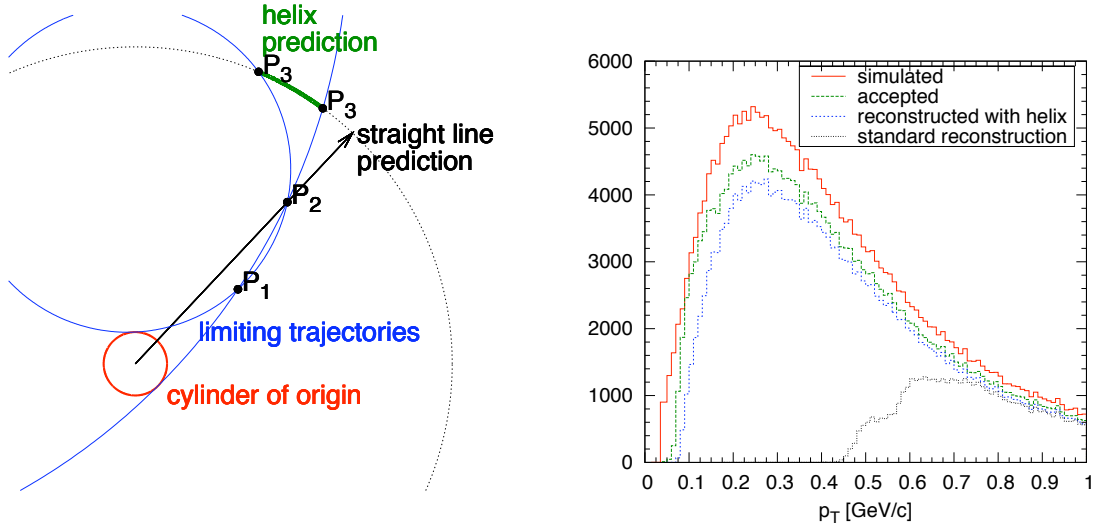 helix
prediction
P3
P3
straight line
prediction
P2
P1
limiting trajectories
cylinder of origin
6000
5000
4000
3000
2000
1000
0
simulated
accepted
reconstructed with helix
standard reconstruction
0 0.1 0.2 0.3 0.4 0.5 0.6 0.7 0.8 0.9 1
pT [GeV/c]